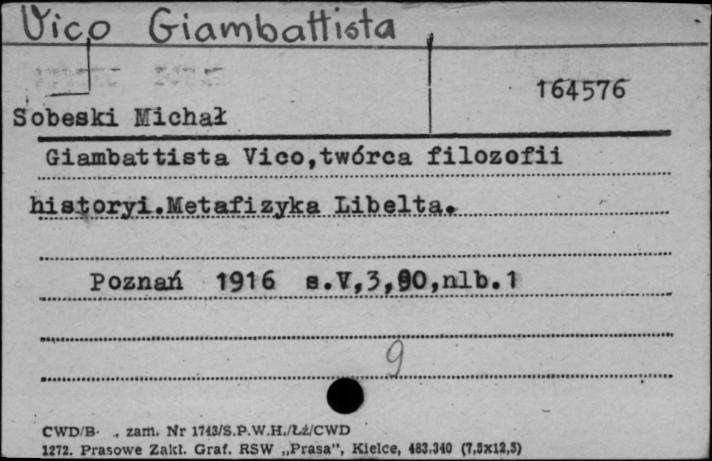 Vico Giambattista
164576
Sobeski Michał
Giambattista Vico,twórca filozofii
historyi.Metafizyka Libelta.
Poznań 1916 s.V,3,90,nlb.1
9
CWD/B- ., zam. Nr 1743/S.P.W.H./Łź/CWD
1272. Prasowe Zakł. Graf. RSW „Prasa", Kielce, 483.340 (7,5x12,5)